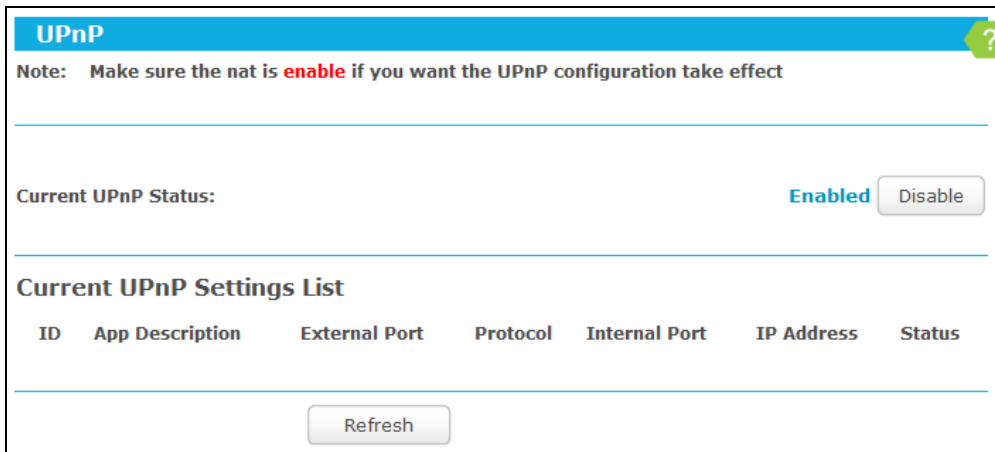 UPnP
?
Note: Make sure the nat is enable if you want the UPnP configuration take effect
Current UPnP Status: Enabled Disable
Current UPnP Settings List
ID App Description External Port Protocol Internal Port IP Address Status
Refresh